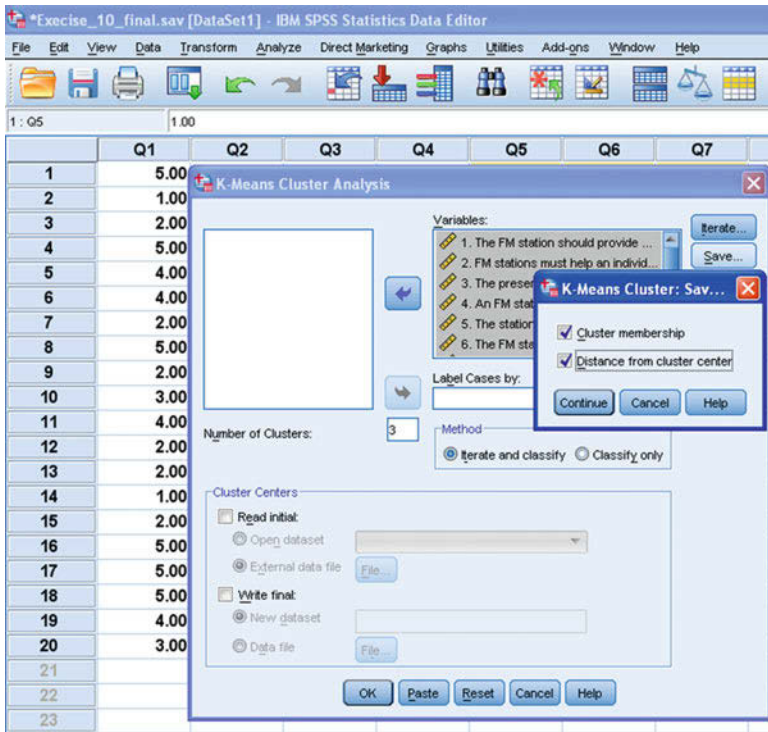 *Execise_10_final.sav [DataSet1] - IBM SPSS Statistics Data Editor
File Edit View Data Transform Analyze Direct Marketing Graphs Utilities Add-ons Window Help
1 : Q5 1.00
Q1 Q2 Q3 Q4 Q5 Q6 Q7
1 5.00
2 1.00
3 2.00
4 5.00
5 4.00
6 4.00
7 2.00
8 5.00
9 2.00
10 3.00
11 4.00
12 2.00
13 2.00
14 1.00
15 2.00
16 5.00
17 5.00
18 5.00
19 4.00
20 3.00
21
22
23
K-Means Cluster Analysis
Variables:
1. The FM station should provide ...
2. FM stations must help an individ...
3. The preser
4. An FM stat
5. The station
6. The FM sta
Iterate...
Save...
Label Cases by:
Number of Clusters: 3
Method
Iterate and classify Classify only
Cluster Centers
Read initial:
Open dataset
External data file File...
Write final:
New dataset
Data file File...
OK Paste Reset Cancel Help
K-Means Cluster: Sav...
Cluster membership
Distance from cluster center
Continue Cancel Help